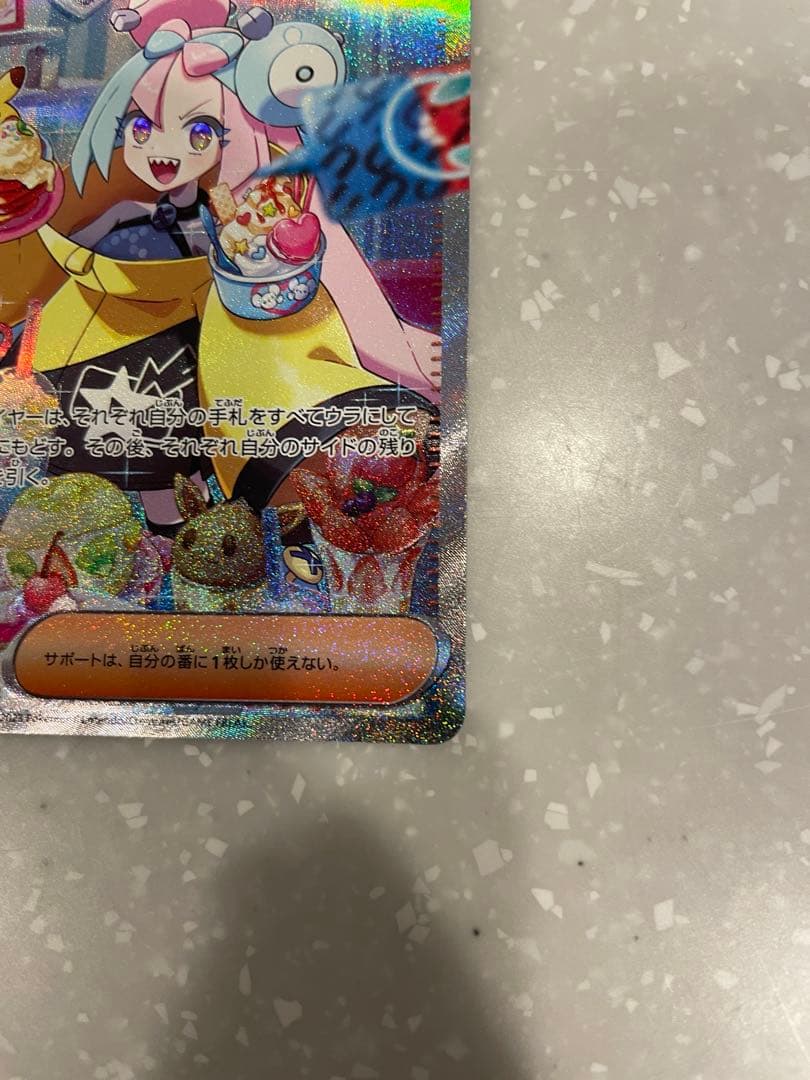 イヤーは、それぞれ自分の手札をすべてウラにして
にもどす。その後、それぞれ自分のサイドの残り
引く。
サポートは、自分の番に1枚しか使えない。